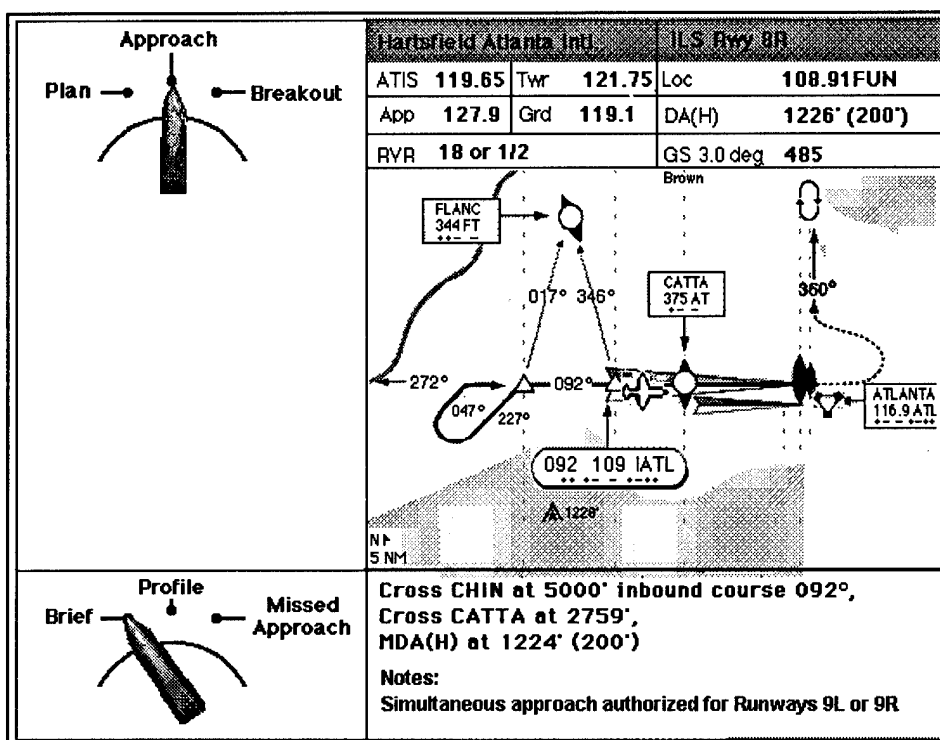 Approach
Plan
Breakout
Hartsfield Atlanta Intl.
ILS Rwy 8R
ATIS 119.65 Twr 121.75 Loc 108.91FUN
App 127.9 Grd 119.1 DA(H) 1226' (200')
RVR 18 or 1/2 GS 3.0 deg 485
Brown
FLANC
344 FT
CATTA
375 AT
017° 346°
360°
272°
092°
047°
227°
ATLANTA
116.9 ATL
092 109 IATL
1228'
N
5 NM
Profile
Brief
Missed
Approach
Cross CHIN at 5000' inbound course 092°,
Cross CATTA at 2759',
MDA(H) at 1224' (200')
Notes:
Simultaneous approach authorized for Runways 9L or 9R